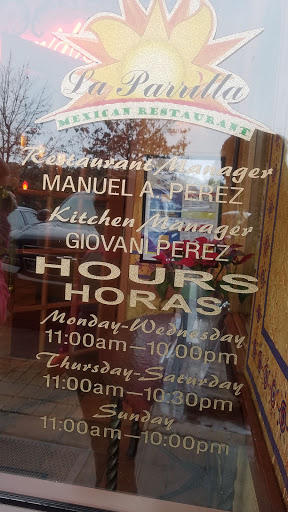 La Parrilla
MEXICAN RESTAURANT
Restaurant Manager
MANUEL A. PEREZ
Kitchen Manager
GIOVANI PEREZ
HOURS
HORAS
Monday-Wednesday
11:00am-10:00pm
Thursday-Saturday
11:00am-10:30pm
Sunday
11:00am-10:00pm